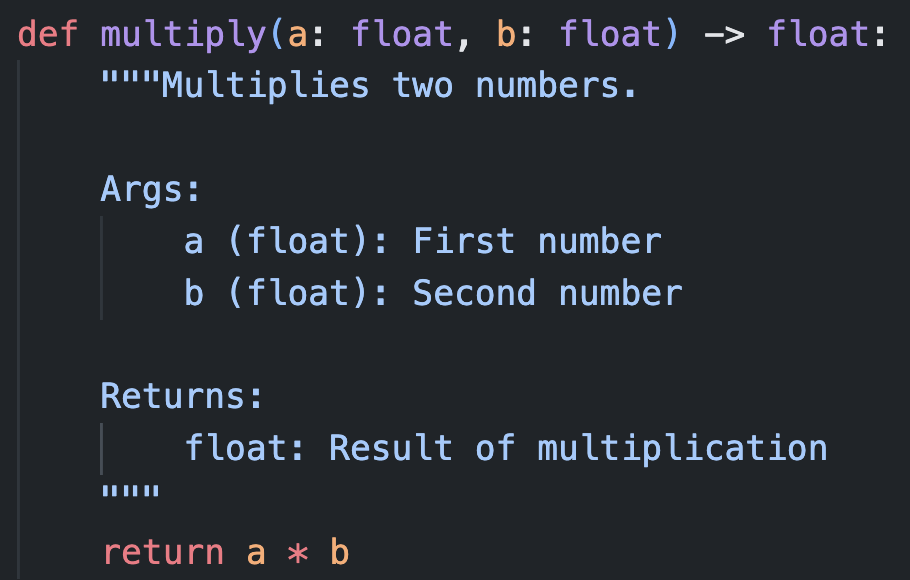 def multiply(a: float, b: float) -> float:
    """Multiplies two numbers.

    Args:
        a (float): First number
        b (float): Second number

    Returns:
        float: Result of multiplication
    """
    return a * b